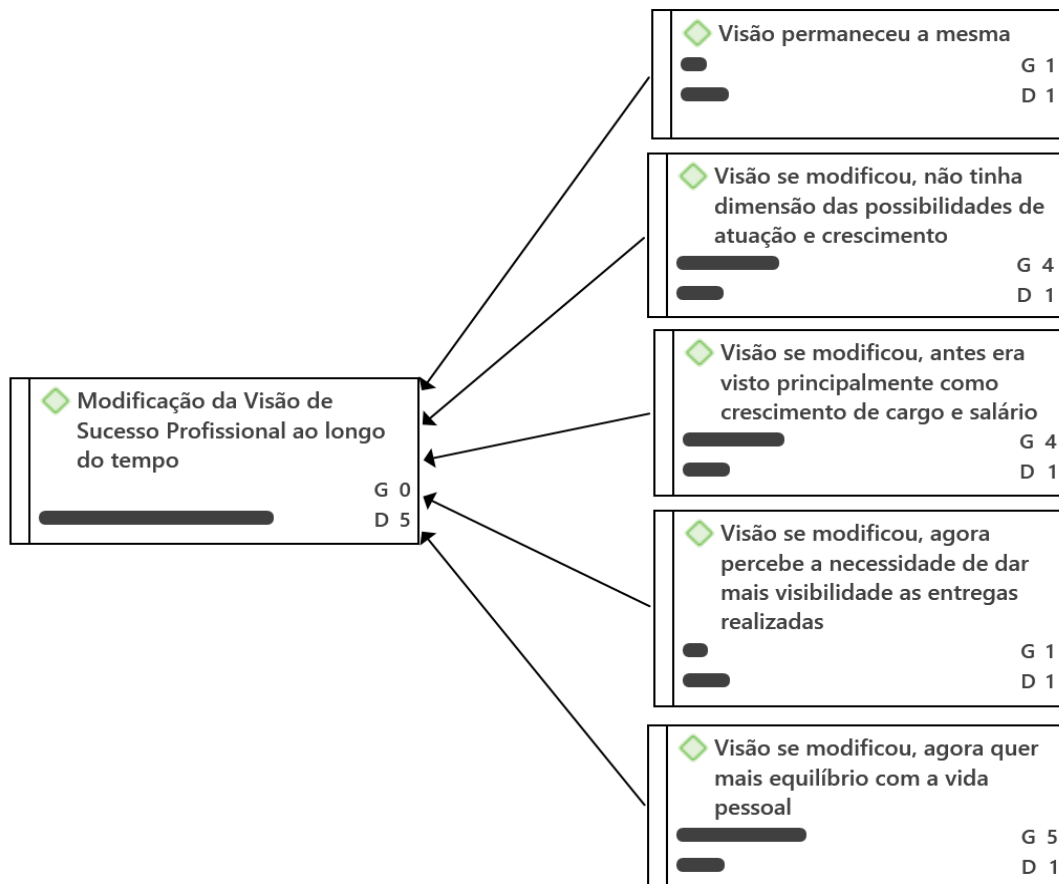 Visão permaneceu a mesma
G 1
D 1
Visão se modificou, não tinha
dimensão das possibilidades de
atuação e crescimento
G 4
D 1
Visão se modificou, antes era
visto principalmente como
crescimento de cargo e salário
G 4
D 1
Modificação da Visão de
Sucesso Profissional ao longo
do tempo
G 0
D 5
Visão se modificou, agora
percebe a necessidade de dar
mais visibilidade as entregas
realizadas
G 1
D 1
Visão se modificou, agora quer
mais equilíbrio com a vida
pessoal
G 5
D 1